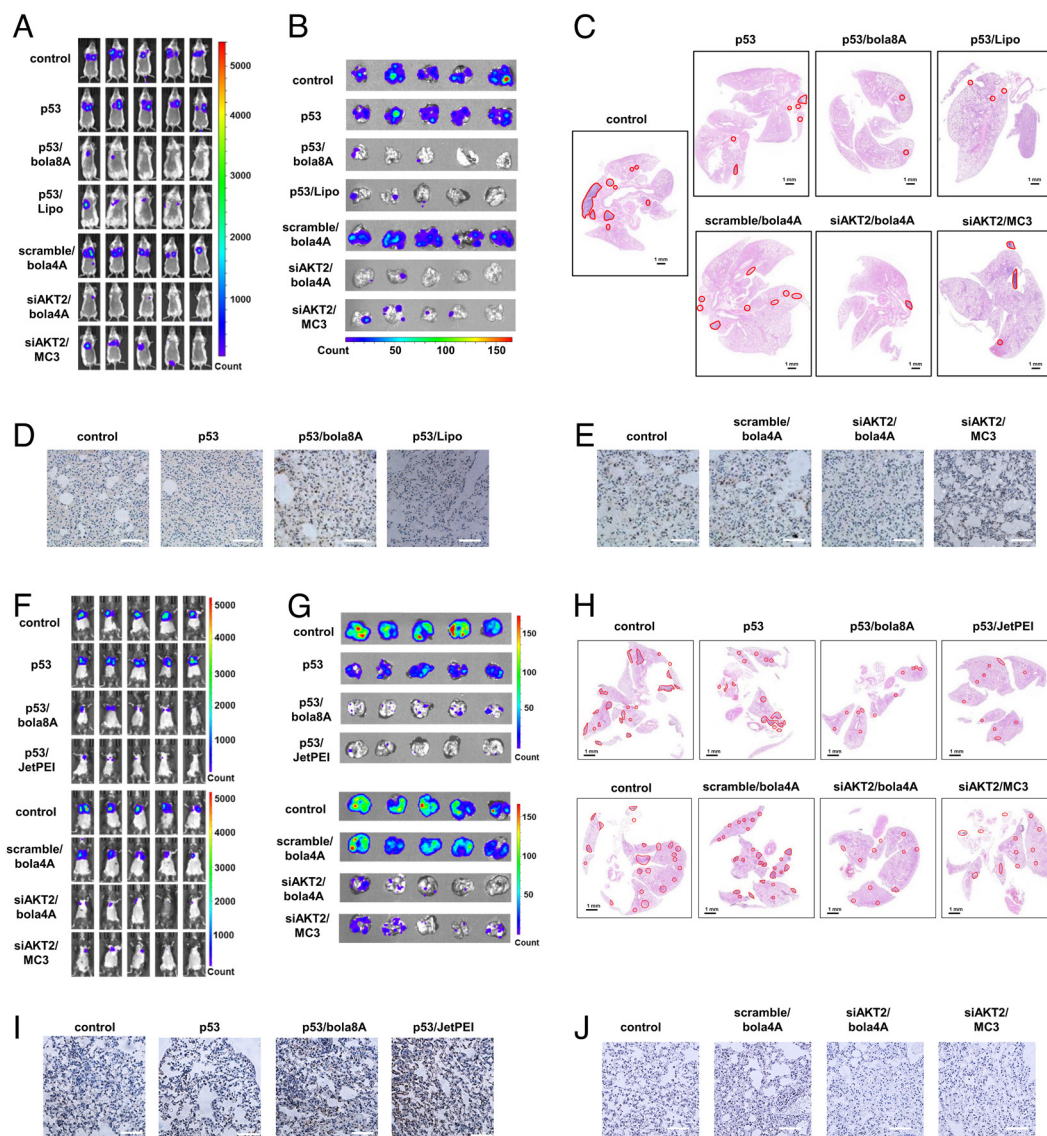 A
control
p53
p53/
bola8A
p53/
Lipo
scramble/
bola4A
siAKT2/
bola4A
siAKT2/
MC3
5000
4000
3000
2000
1000
Count
B
control
p53
p53/
bola8A
p53/Lipo
scramble/
bola4A
siAKT2/
bola4A
siAKT2/
MC3
Count 50 100 150
C
p53 p53/bola8A p53/Lipo
control
1 mm
1 mm
1 mm
1 mm
scramble/bola4A siAKT2/bola4A siAKT2/MC3
1 mm
1 mm
1 mm
D
control p53 p53/bola8A p53/Lipo
E
control
scramble/
bola4A
siAKT2/
bola4A
siAKT2/
MC3
F
control
p53
p53/
bola8A
p53/
JetPEI
5000
4000
3000
2000
1000
Count
control
scramble/
bola4A
siAKT2/
bola4A
siAKT2/
MC3
5000
4000
3000
2000
1000
Count
G
control
p53
p53/
bola8A
p53/
JetPEI
150
100
50
Count
control
scramble/
bola4A
siAKT2/
bola4A
siAKT2/
MC3
150
100
50
Count
H
control p53 p53/bola8A p53/JetPEI
1 mm
1 mm
1 mm
1 mm
control scramble/bola4A siAKT2/bola4A siAKT2/MC3
1 mm
1 mm
1 mm
1 mm
I
control p53 p53/bola8A p53/JetPEI
J
control
scramble/
bola4A
siAKT2/
bola4A
siAKT2/
MC3